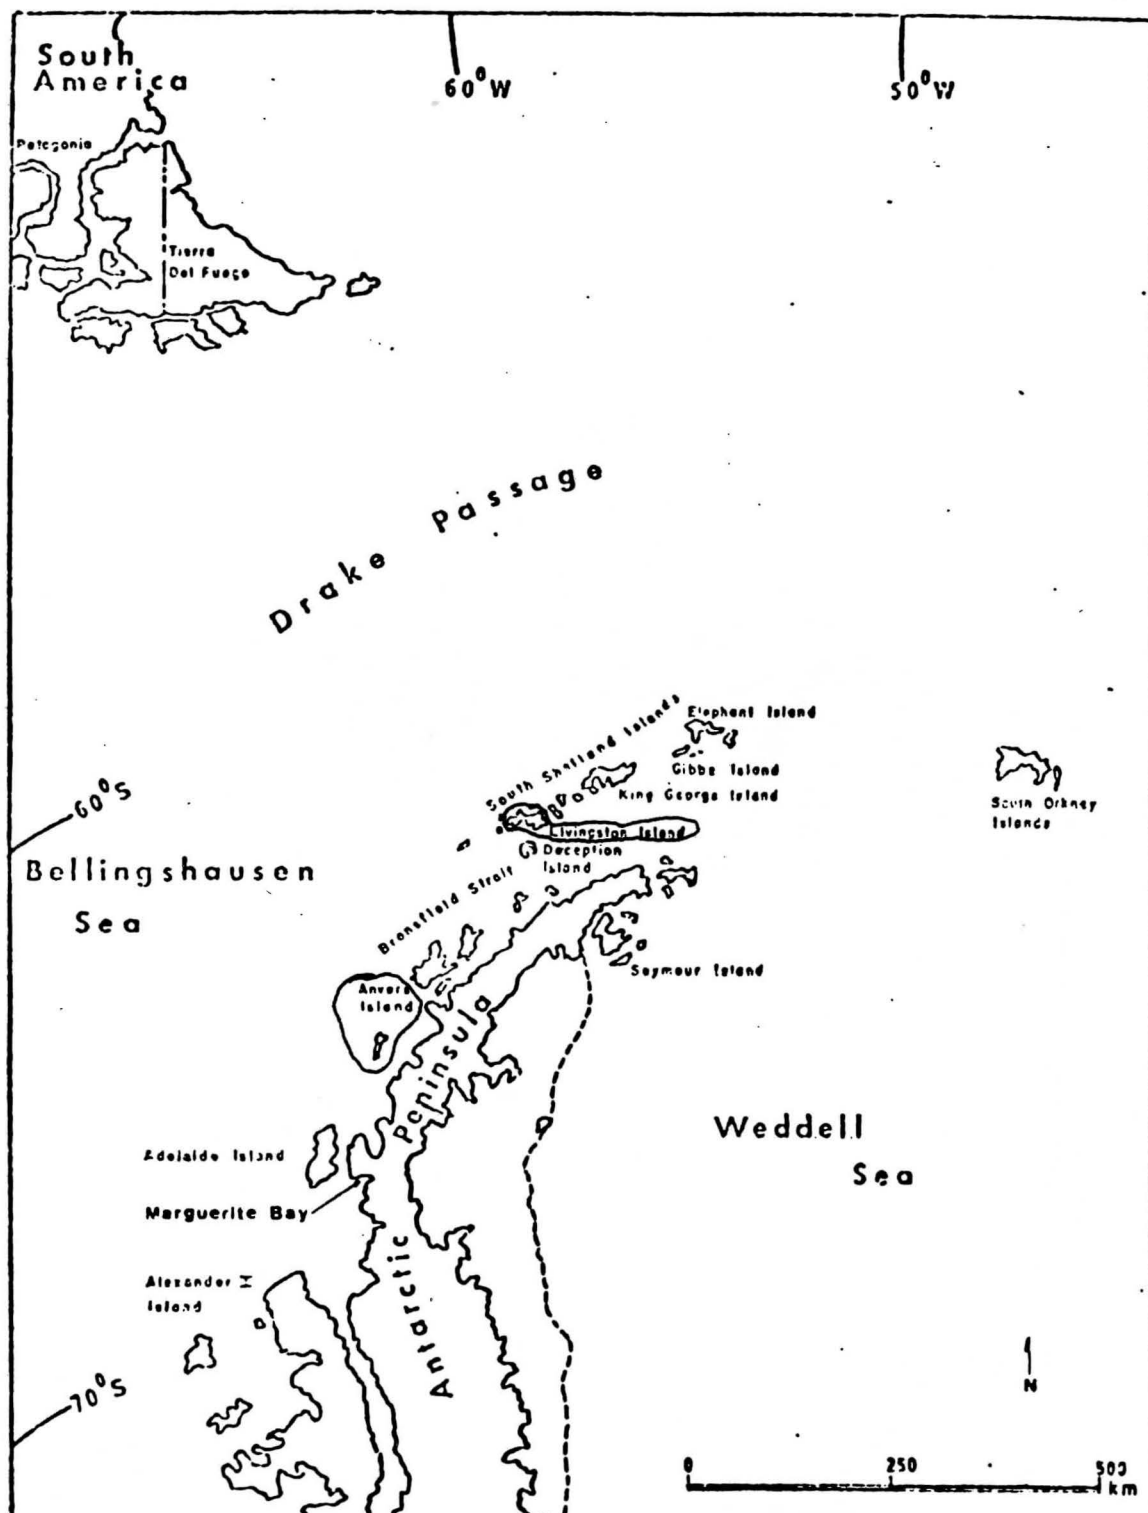 South
America
60°W
50°W
Patagonia
Tierra
Del Fuego
Drake Passage
South Shetland Islands
Elephant Island
Gibbs Island
King George Island
South Orkney
Islands
60°S
Livingston Island
Deception
Island
Bellingshausen
Sea
Bransfield Strait
Seymour Island
Anvers
Island
Antarctic Peninsula
Weddell
Sea
Adelaide Island
Marguerite Bay
Alexander I
Island
70°S
N
0 250 500
km